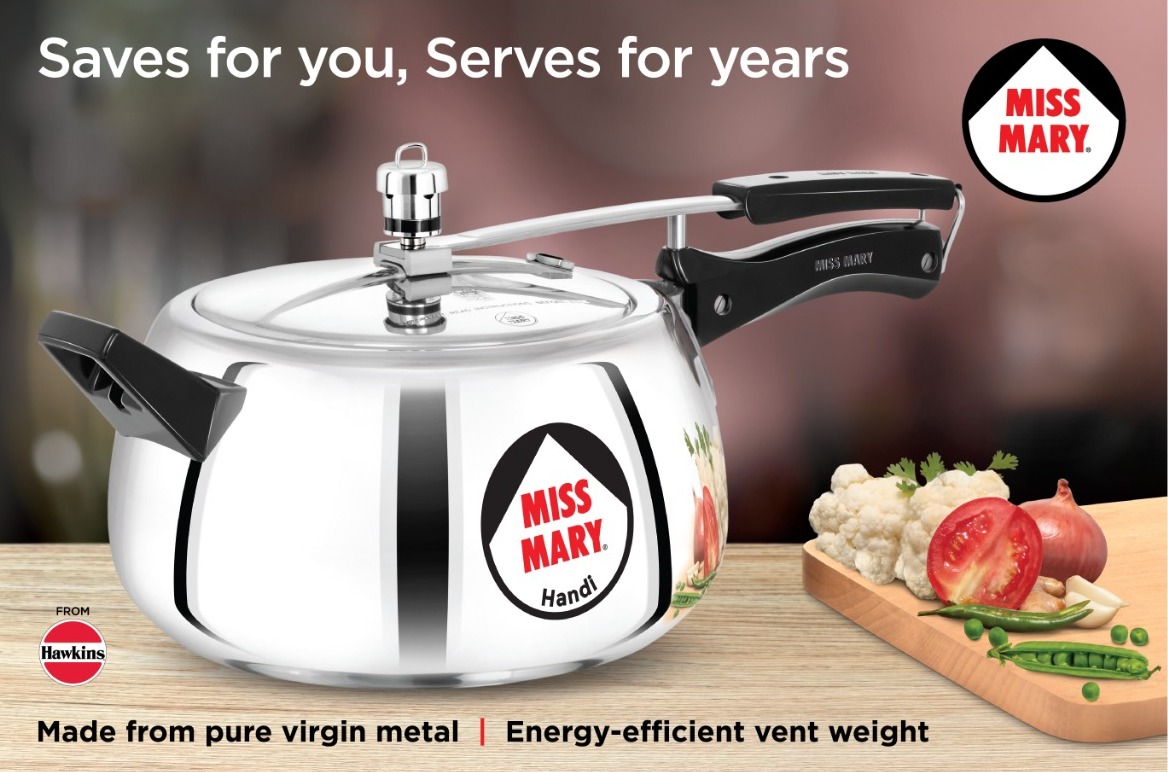 Saves for you, Serves for years
MISS
MARY®
MISS MARY
MISS
MARY®
Handi
FROM
Hawkins
Made from pure virgin metal | Energy-efficient vent weight